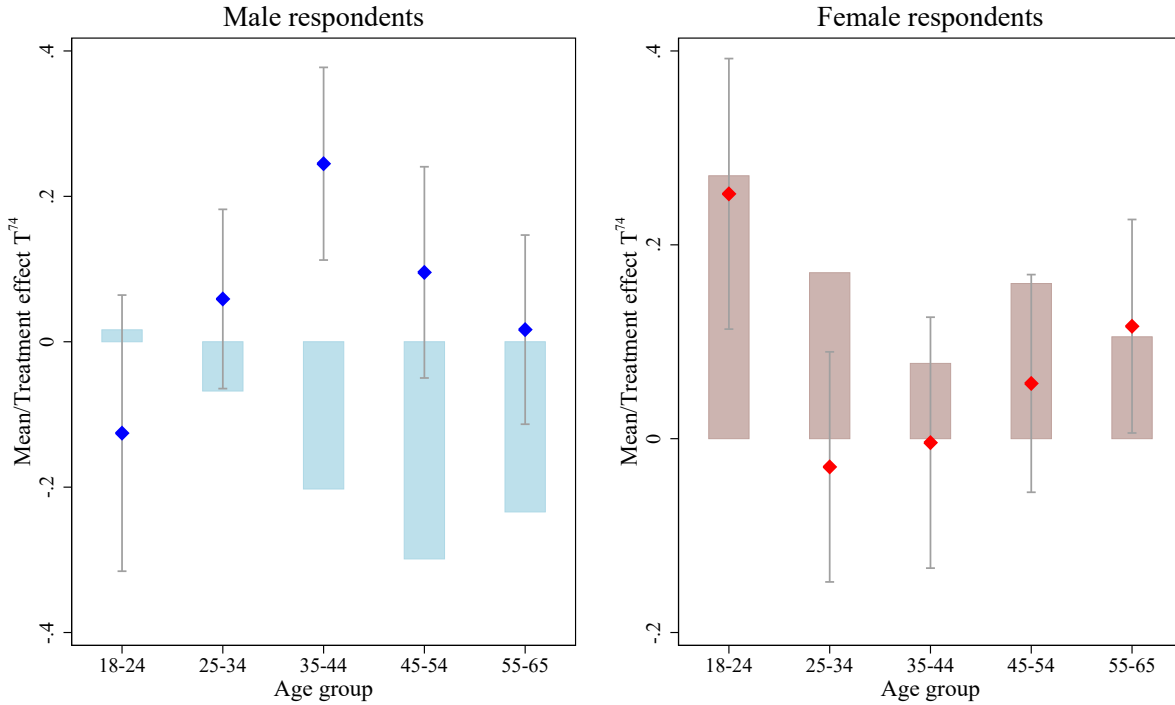 Male respondents
Mean/Treatment effect T^74
.4
.2
0
-.2
-.4
18-24 25-34 35-44 45-54 55-65
Age group
Female respondents
Mean/Treatment effect T^74
.4
.2
0
-.2
18-24 25-34 35-44 45-54 55-65
Age group